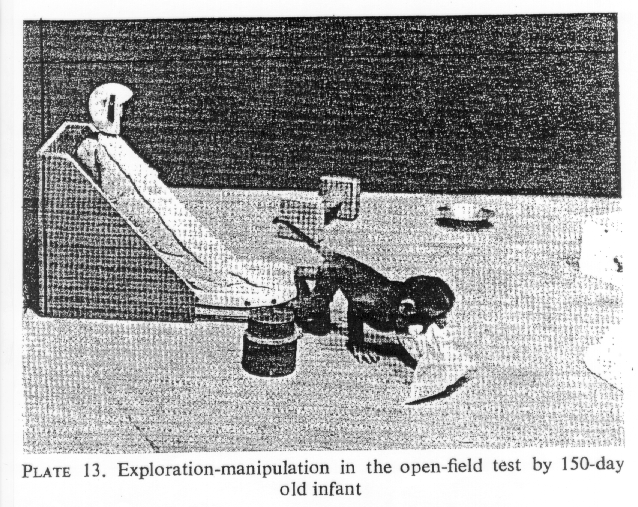 PLATE 13. Exploration-manipulation in the open-field test by 150-day
old infant